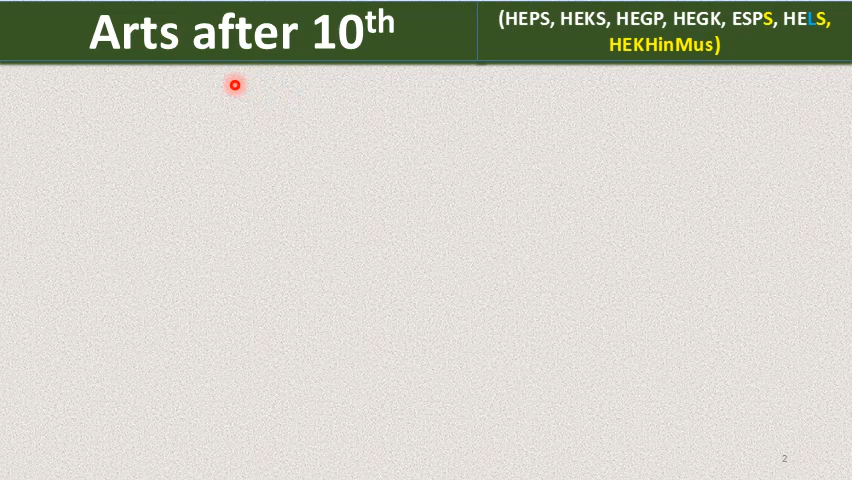 Arts after 10th
(HEPS, HEKS, HEGP, HEGK, ESPS, HELS,
HEKHinMus)
2